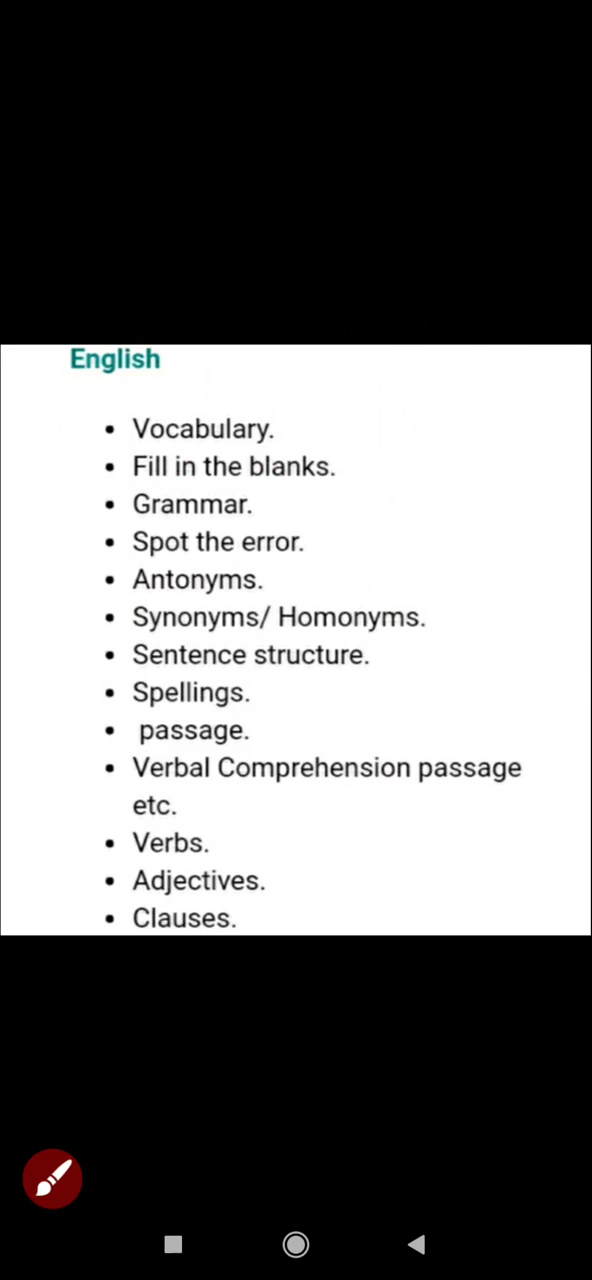 English
• Vocabulary.
• Fill in the blanks.
• Grammar.
• Spot the error.
• Antonyms.
• Synonyms/ Homonyms.
• Sentence structure.
• Spellings.
• passage.
• Verbal Comprehension passage
etc.
• Verbs.
• Adjectives.
• Clauses.